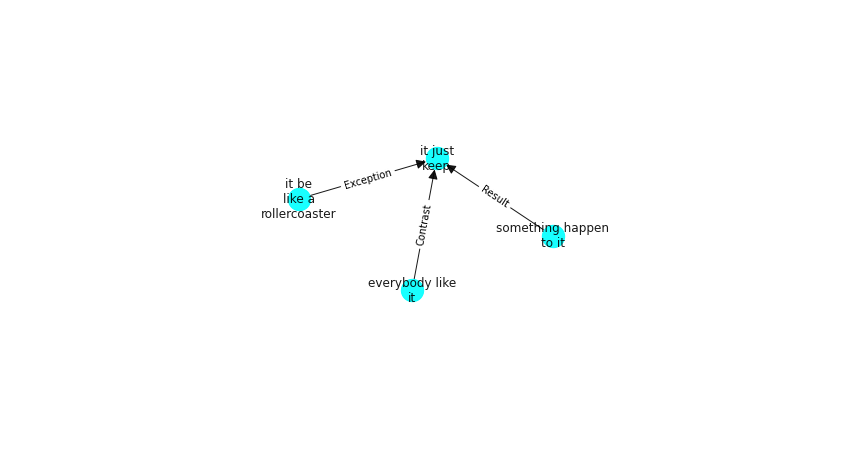 it just
keep
Exception
it be
like a
rollercoaster
Result
Contrast
something happen
to it
everybody like
it